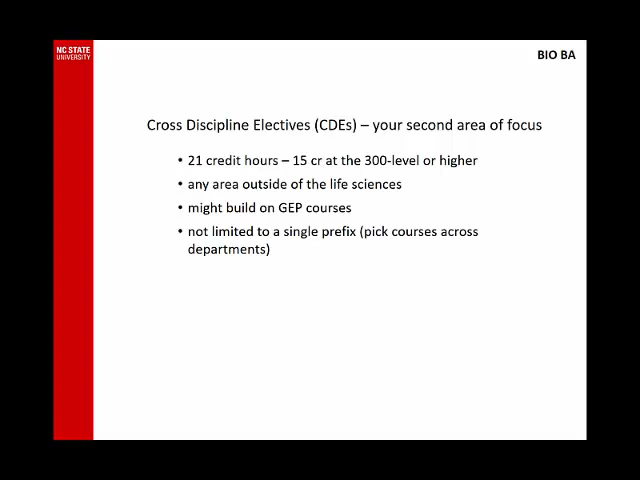 NC STATE
UNIVERSITY
BIO BA
Cross Discipline Electives (CDEs) – your second area of focus
• 21 credit hours – 15 cr at the 300-level or higher
• any area outside of the life sciences
• might build on GEP courses
• not limited to a single prefix (pick courses across
departments)